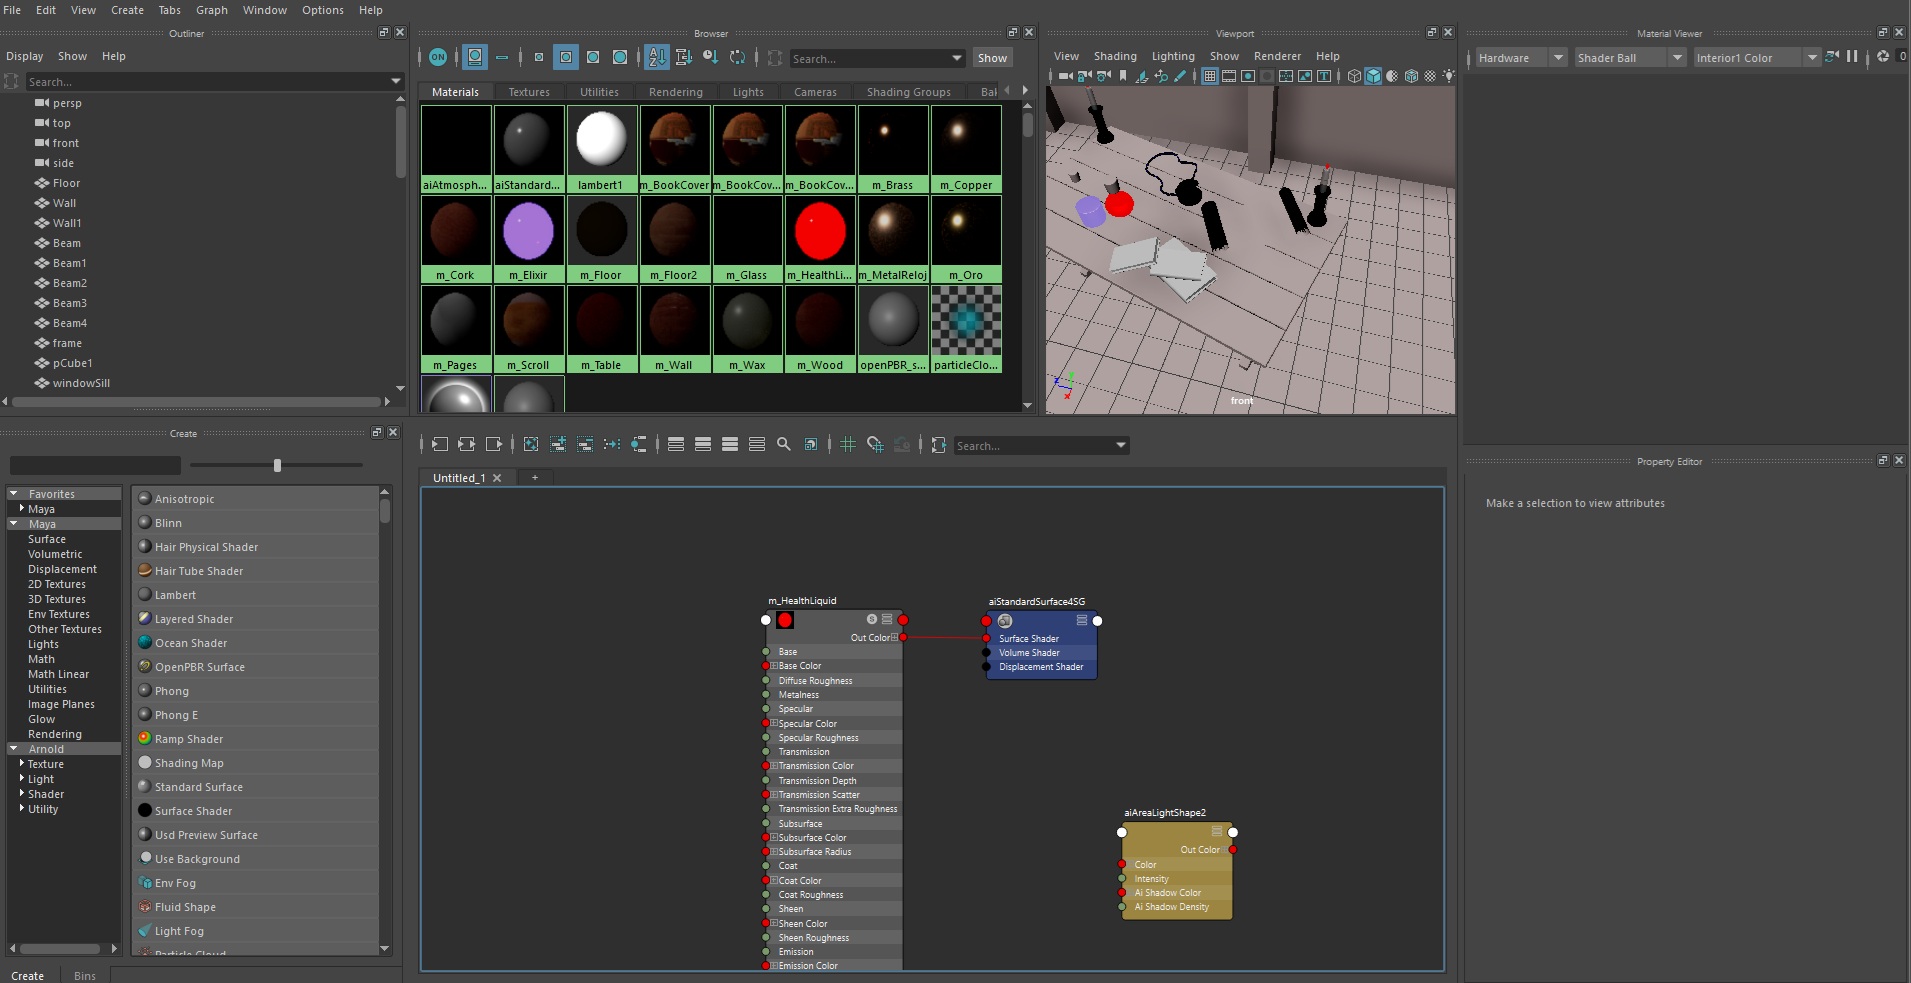 File Edit View Create Tabs Graph Window Options Help
Outliner
Display Show Help
Search...
persp
top
front
side
Floor
Wall
Wall1
Beam
Beam1
Beam2
Beam3
Beam4
frame
pCube1
windowSill
Browser
ON
Search...
Show
Materials Textures Utilities Rendering Lights Cameras Shading Groups Bak
aiAtmosph... aiStandard... lambert1 m_BookCover m_BookCov... m_BookCov... m_Brass m_Copper
m_Cork m_Elixir m_Floor m_Floor2 m_Glass m_HealthLi... m_MetalReloj m_Oro
m_Pages m_Scroll m_Table m_Wall m_Wax m_Wood openPBR_s... particleClo...
Viewport
View Shading Lighting Show Renderer Help
front
Material Viewer
Hardware Shader Ball Interior1 Color 0
Create
Favorites
Maya
Maya
Surface
Volumetric
Displacement
2D Textures
3D Textures
Env Textures
Other Textures
Lights
Math
Math Linear
Utilities
Image Planes
Glow
Rendering
Arnold
Texture
Light
Shader
Utility
Anisotropic
Blinn
Hair Physical Shader
Hair Tube Shader
Lambert
Layered Shader
Ocean Shader
OpenPBR Surface
Phong
Phong E
Ramp Shader
Shading Map
Standard Surface
Surface Shader
Usd Preview Surface
Use Background
Env Fog
Fluid Shape
Light Fog
Particle Cloud
Create Bins
Search...
Untitled_1 +
m_HealthLiquid
Out Color
Base
Base Color
Diffuse Roughness
Metalness
Specular
Specular Color
Specular Roughness
Transmission
Transmission Color
Transmission Depth
Transmission Scatter
Transmission Extra Roughness
Subsurface
Subsurface Color
Subsurface Radius
Coat
Coat Color
Coat Roughness
Sheen
Sheen Color
Sheen Roughness
Emission
Emission Color
aiStandardSurface4SG
Surface Shader
Volume Shader
Displacement Shader
aiAreaLightShape2
Out Color
Color
Intensity
Ai Shadow Color
Ai Shadow Density
Property Editor
Make a selection to view attributes